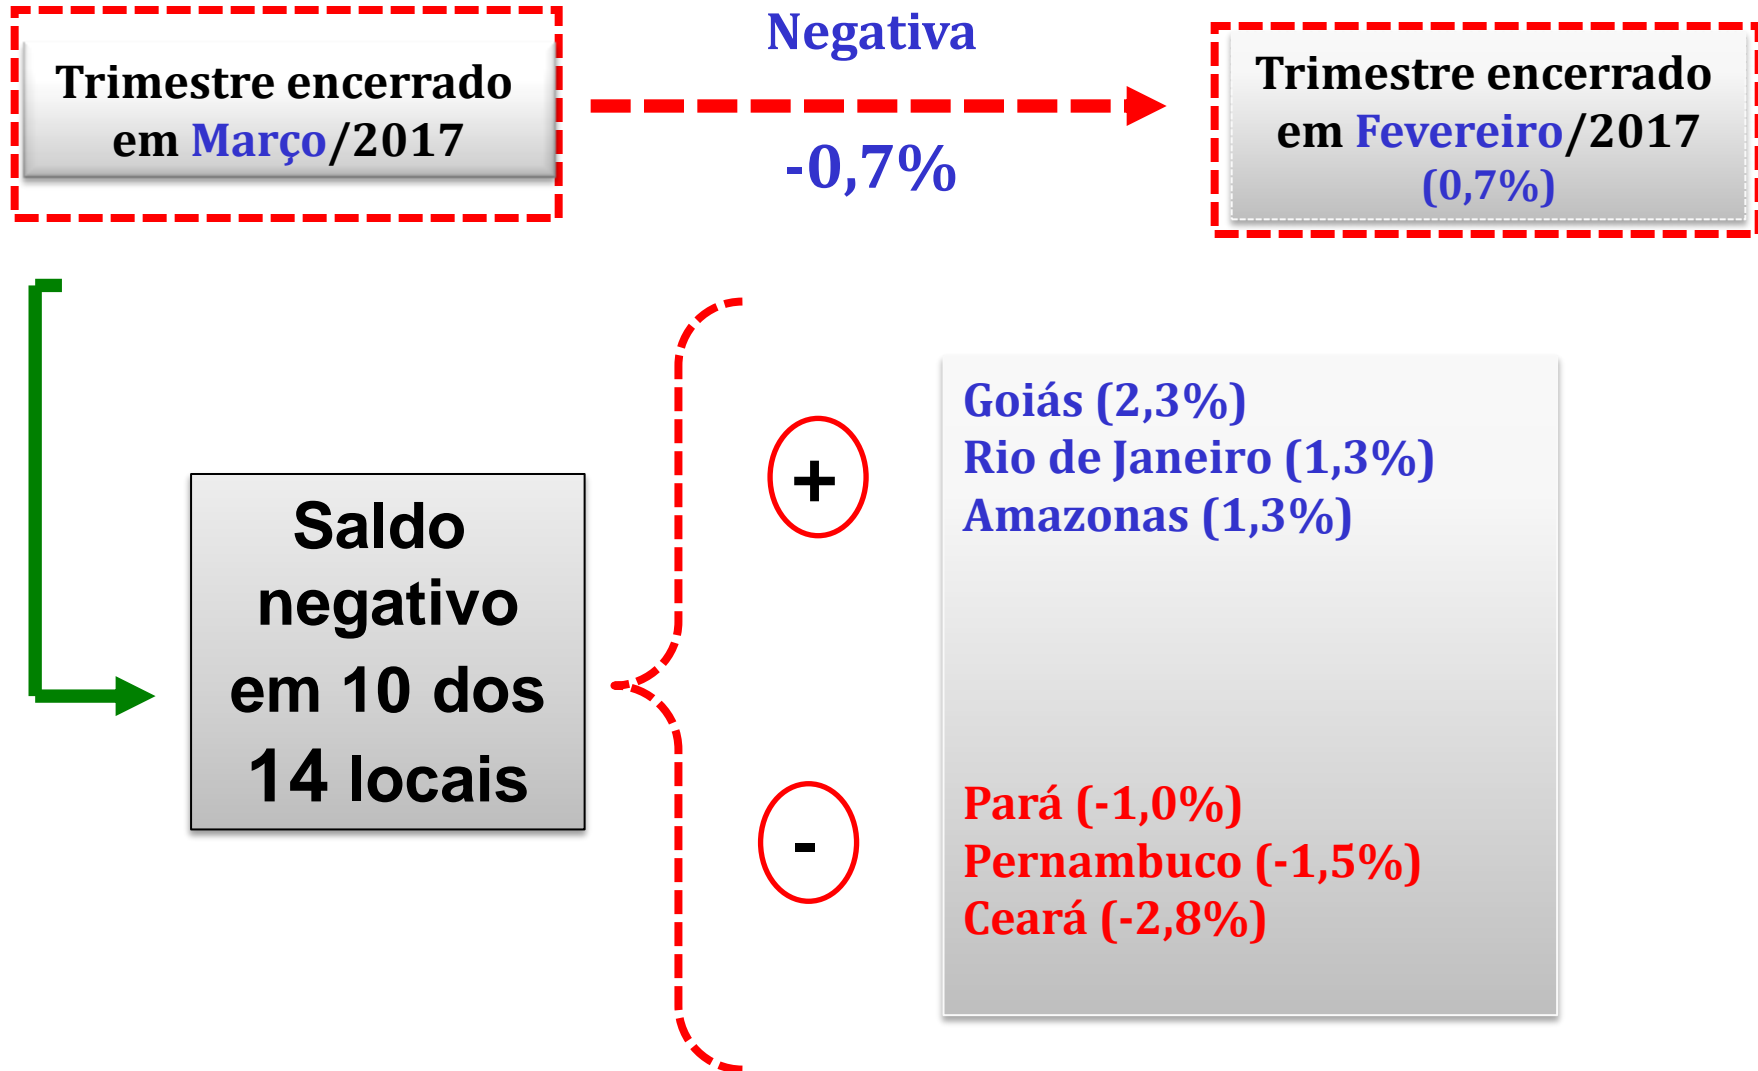 Trimestre encerrado
em Março/2017
Negativa
-0,7%
Trimestre encerrado
em Fevereiro/2017
(0,7%)
Saldo
negativo
em 10 dos
14 locais
+
Goiás (2,3%)
Rio de Janeiro (1,3%)
Amazonas (1,3%)
-
Pará (-1,0%)
Pernambuco (-1,5%)
Ceará (-2,8%)